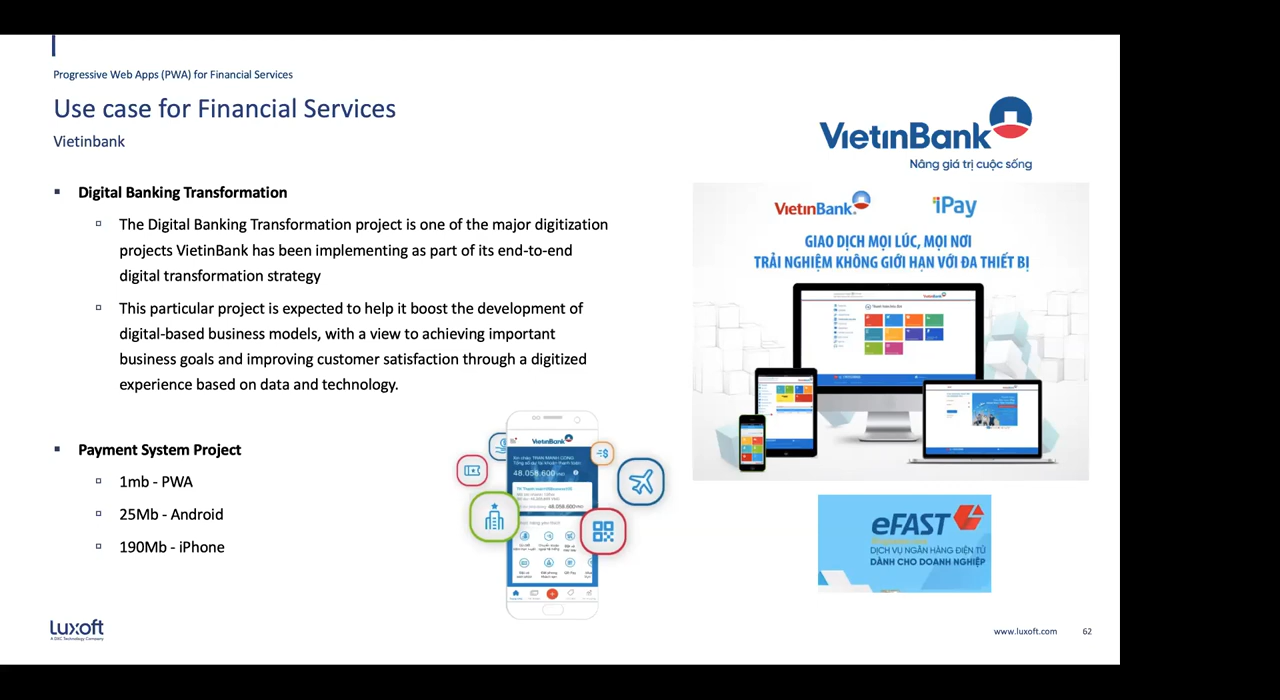 Progressive Web Apps (PWA) for Financial Services
Use case for Financial Services
Vietinbank
VietinBank
Nâng giá trị cuộc sống
▪ Digital Banking Transformation
The Digital Banking Transformation project is one of the major digitization
projects VietinBank has been implementing as part of its end-to-end
digital transformation strategy
This particular project is expected to help it boost the development of
digital-based business models, with a view to achieving important
business goals and improving customer satisfaction through a digitized
experience based on data and technology.
▪ Payment System Project
1mb - PWA
25Mb - Android
190Mb - iPhone
VietinBank
48.058.600
VietinBank
iPay
GIAO DỊCH MỌI LÚC, MỌI NƠI
TRẢI NGHIỆM KHÔNG GIỚI HẠN VỚI ĐA THIẾT BỊ
eFAST
DỊCH VỤ NGÂN HÀNG ĐIỆN TỬ
DÀNH CHO DOANH NGHIỆP
Luxoft
A DXC Technology Company
www.luxoft.com
62